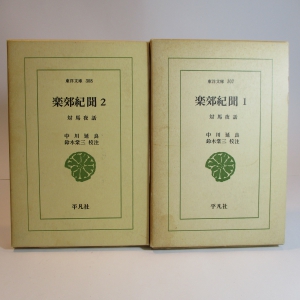 東洋文庫 308
楽郊紀聞 2
対馬夜話
中川延良
鈴木棠三 校注
平凡社
東洋文庫 307
楽郊紀聞 1
対馬夜話
中川延良
鈴木棠三 校注
平凡社